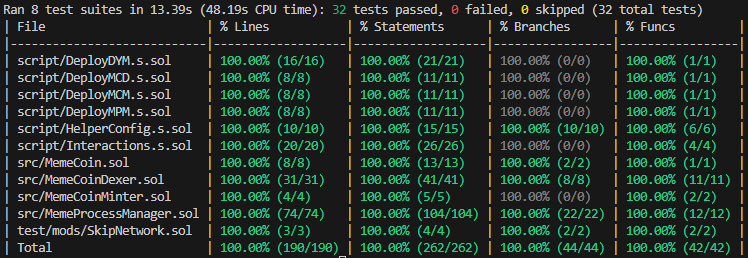 Ran 8 test suites in 13.39s (48.19s CPU time): 32 tests passed, 0 failed, 0 skipped (32 total tests)
| File | % Lines | % Statements | % Branches | % Funcs |
|--------------------------|------------------|------------------|----------------|----------------|
| script/DeployDYM.s.sol | 100.00% (16/16) | 100.00% (21/21) | 100.00% (0/0) | 100.00% (1/1) |
| script/DeployMCD.s.sol | 100.00% (8/8) | 100.00% (11/11) | 100.00% (0/0) | 100.00% (1/1) |
| script/DeployMCM.s.sol | 100.00% (8/8) | 100.00% (11/11) | 100.00% (0/0) | 100.00% (1/1) |
| script/DeployMPM.s.sol | 100.00% (8/8) | 100.00% (11/11) | 100.00% (0/0) | 100.00% (1/1) |
| script/HelperConfig.s.sol | 100.00% (10/10) | 100.00% (15/15) | 100.00% (10/10) | 100.00% (6/6) |
| script/Interactions.s.sol | 100.00% (20/20) | 100.00% (26/26) | 100.00% (0/0) | 100.00% (4/4) |
| src/MemeCoin.sol | 100.00% (8/8) | 100.00% (13/13) | 100.00% (2/2) | 100.00% (1/1) |
| src/MemeCoinDexer.sol | 100.00% (31/31) | 100.00% (41/41) | 100.00% (8/8) | 100.00% (11/11) |
| src/MemeCoinMinter.sol | 100.00% (4/4) | 100.00% (5/5) | 100.00% (0/0) | 100.00% (2/2) |
| src/MemeProcessManager.sol | 100.00% (74/74) | 100.00% (104/104) | 100.00% (22/22) | 100.00% (12/12) |
| test/mods/SkipNetwork.sol | 100.00% (3/3) | 100.00% (4/4) | 100.00% (2/2) | 100.00% (2/2) |
| Total | 100.00% (190/190) | 100.00% (262/262) | 100.00% (44/44) | 100.00% (42/42) |